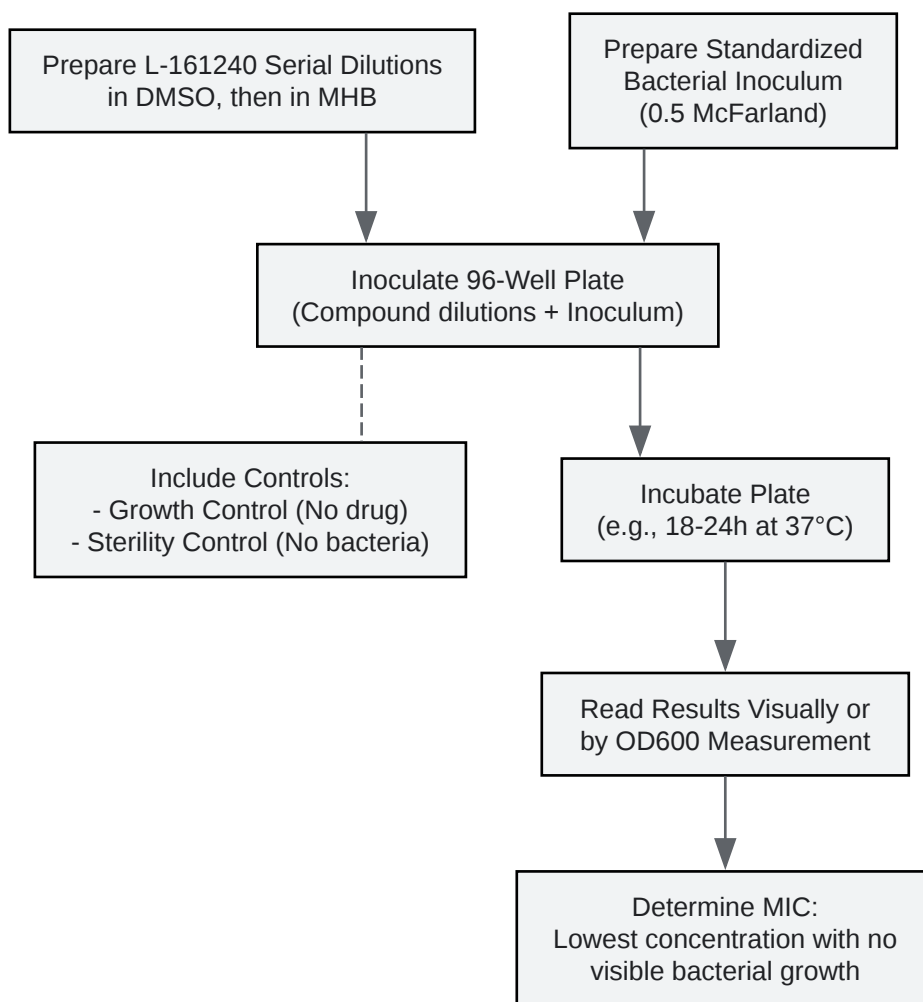 Prepare L-161240 Serial Dilutions
in DMSO, then in MHB
Prepare Standardized
Bacterial Inoculum
(0.5 McFarland)
Inoculate 96-Well Plate
(Compound dilutions + Inoculum)
Include Controls:
- Growth Control (No drug)
- Sterility Control (No bacteria)
Incubate Plate
(e.g., 18-24h at 37°C)
Read Results Visually or
by OD600 Measurement
Determine MIC:
Lowest concentration with no
visible bacterial growth